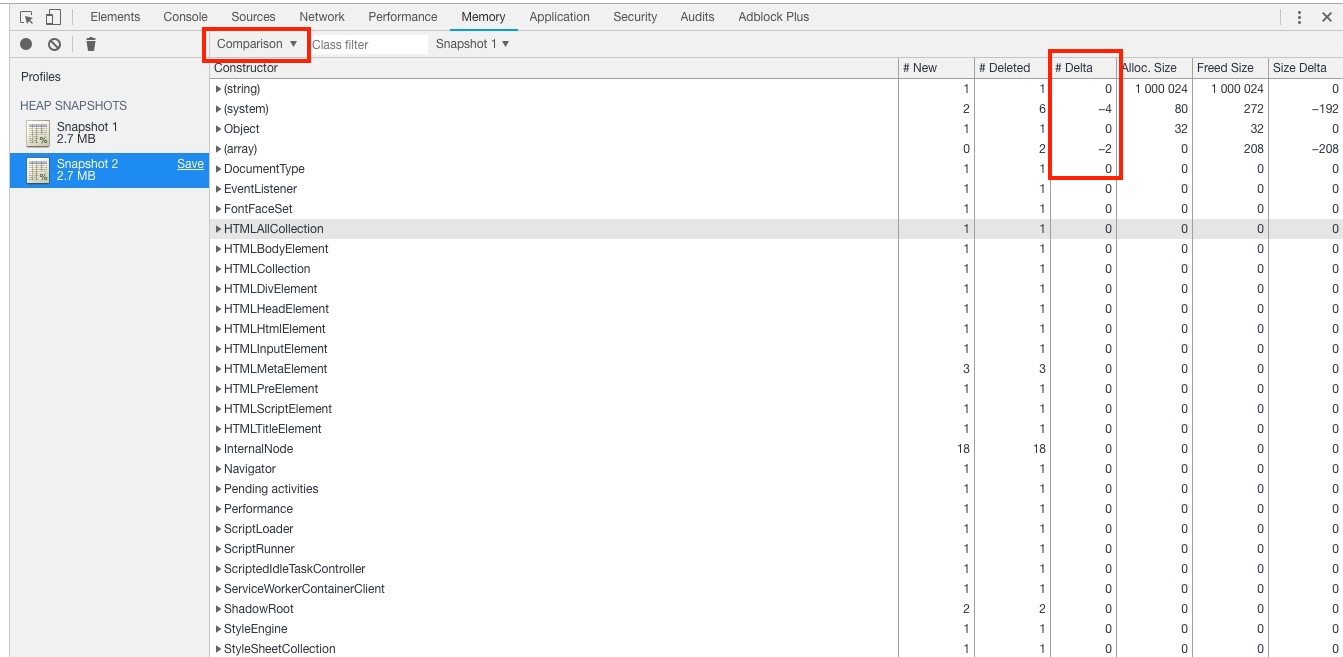 Elements Console Sources Network Performance Memory Application Security Audits Adblock Plus
Comparison ▼ Class filter Snapshot 1 ▼
Profiles
HEAP SNAPSHOTS
Snapshot 1
2.7 MB
Snapshot 2 Save
2.7 MB
Constructor # New # Deleted # Delta Alloc. Size Freed Size Size Delta
(string) 1 1 0 1 000 024 1 000 024 0
(system) 2 6 −4 80 272 −192
Object 1 1 0 32 32 0
(array) 0 2 −2 0 208 −208
DocumentType 1 1 0 0 0 0
EventListener 1 1 0 0 0 0
FontFaceSet 1 1 0 0 0 0
HTMLAllCollection 1 1 0 0 0 0
HTMLBodyElement 1 1 0 0 0 0
HTMLCollection 1 1 0 0 0 0
HTMLDivElement 1 1 0 0 0 0
HTMLHeadElement 1 1 0 0 0 0
HTMLHtmlElement 1 1 0 0 0 0
HTMLInputElement 1 1 0 0 0 0
HTMLMetaElement 3 3 0 0 0 0
HTMLPreElement 1 1 0 0 0 0
HTMLScriptElement 1 1 0 0 0 0
HTMLTitleElement 1 1 0 0 0 0
InternalNode 18 18 0 0 0 0
Navigator 1 1 0 0 0 0
Pending activities 1 1 0 0 0 0
Performance 1 1 0 0 0 0
ScriptLoader 1 1 0 0 0 0
ScriptRunner 1 1 0 0 0 0
ScriptedIdleTaskController 1 1 0 0 0 0
ServiceWorkerContainerClient 1 1 0 0 0 0
ShadowRoot 2 2 0 0 0 0
StyleEngine 1 1 0 0 0 0
StyleSheetCollection 1 1 0 0 0 0